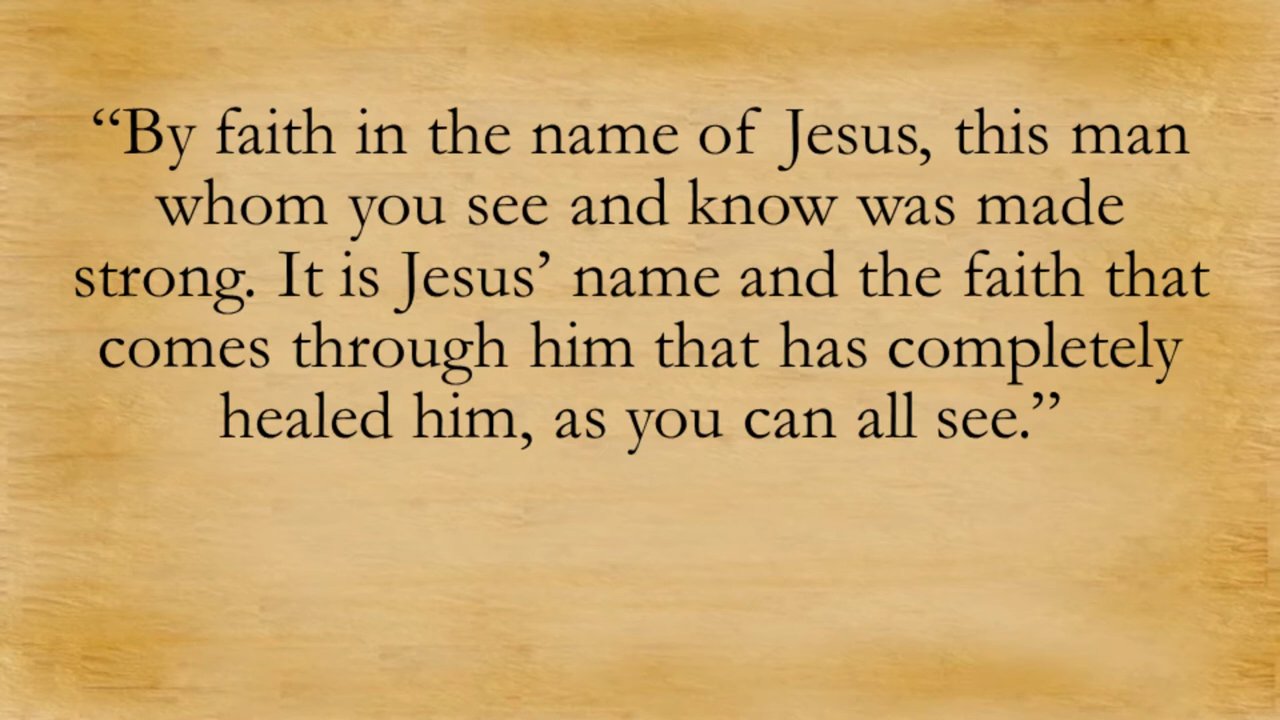 “By faith in the name of Jesus, this man
whom you see and know was made
strong. It is Jesus’ name and the faith that
comes through him that has completely
healed him, as you can all see.”